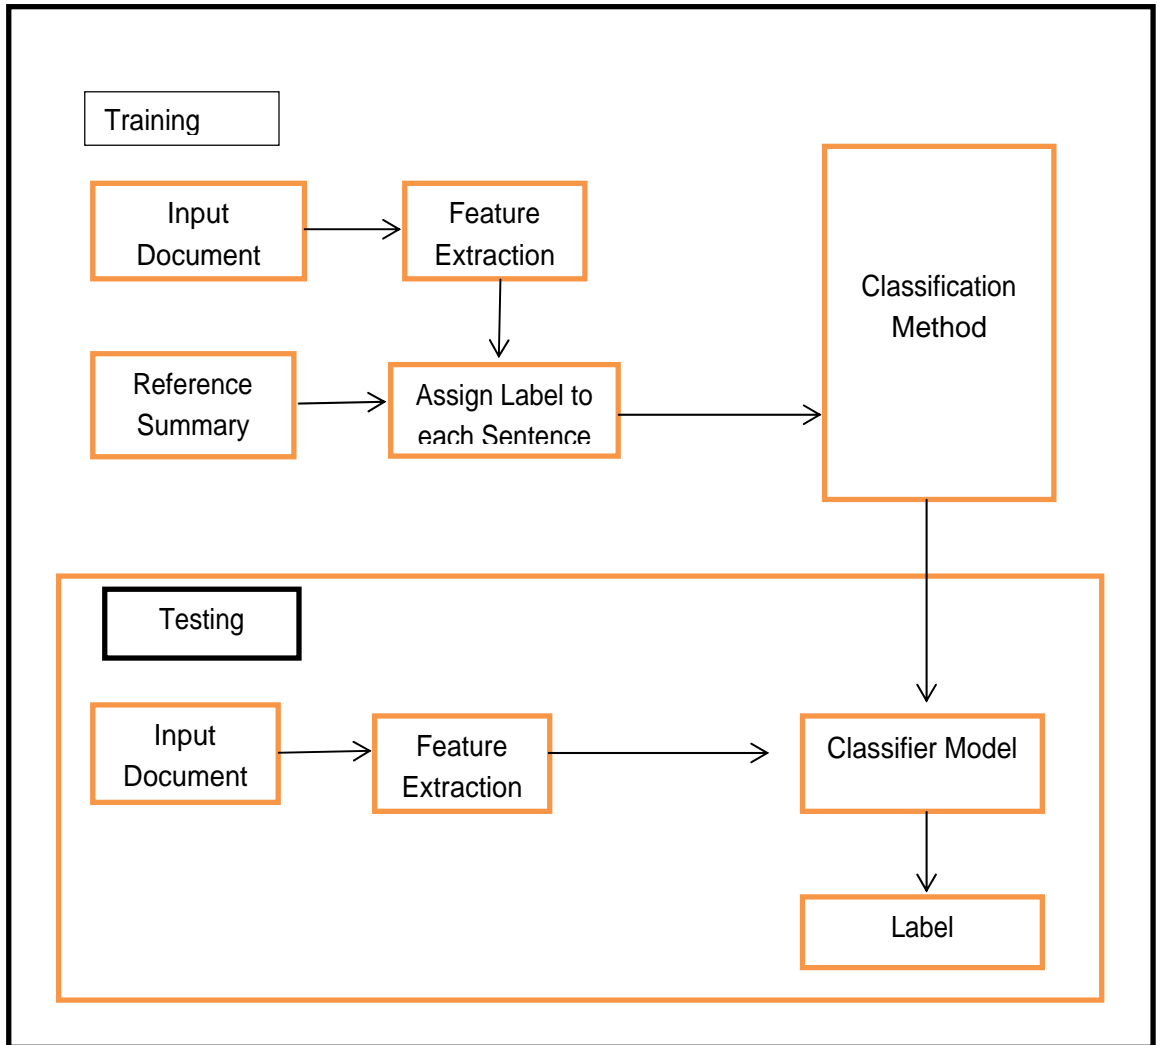 Training
Input
Document
Feature
Extraction
Classification
Method
Reference
Summary
Assign Label to
each Sentence
Testing
Input
Document
Feature
Extraction
Classifier Model
Label